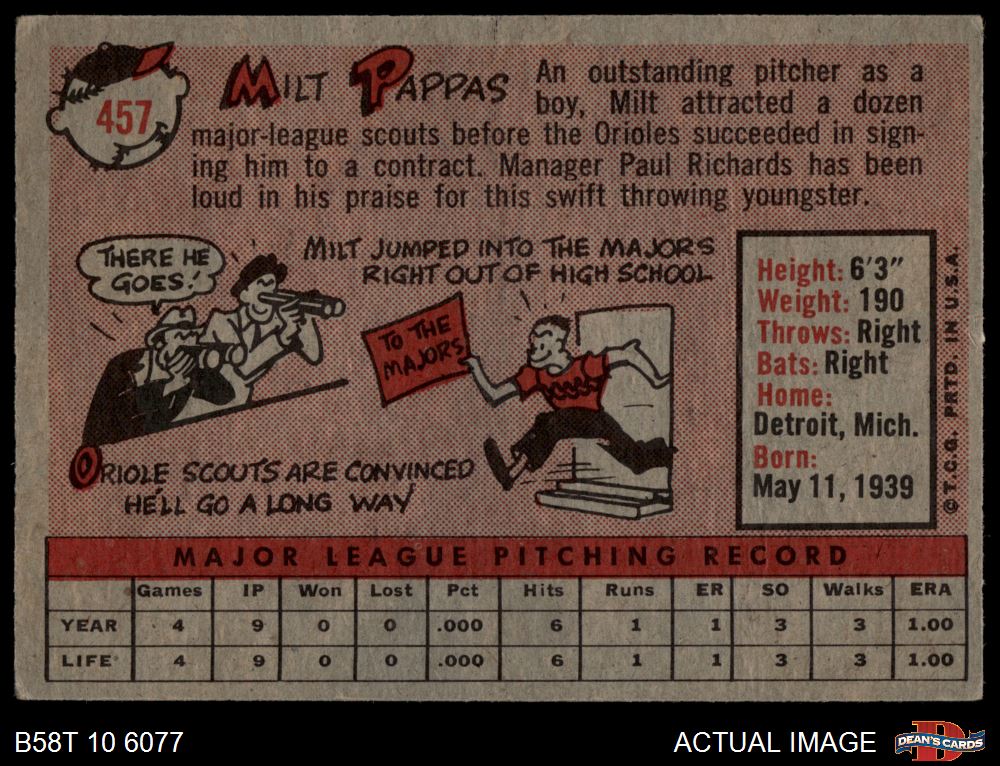 457
MILT PAPPAS
An outstanding pitcher as a
boy, Milt attracted a dozen
major-league scouts before the Orioles succeeded in sign-
ing him to a contract. Manager Paul Richards has been
loud in his praise for this swift throwing youngster.
THERE HE
GOES!
MILT JUMPED INTO THE MAJORS
RIGHT OUT OF HIGH SCHOOL
TO THE
MAJORS
ORIOLE SCOUTS ARE CONVINCED
HE'LL GO A LONG WAY
Height: 6'3"
Weight: 190
Throws: Right
Bats: Right
Home:
Detroit, Mich.
Born:
May 11, 1939
© T.C.G. PRTD. IN U.S.A.
MAJOR LEAGUE PITCHING RECORD
Games IP Won Lost Pct Hits Runs ER SO Walks ERA
YEAR 4 9 0 0 .000 6 1 1 3 3 1.00
LIFE 4 9 0 0 .000 6 1 1 3 3 1.00
B58T 10 6077
ACTUAL IMAGE
DEAN'S CARDS